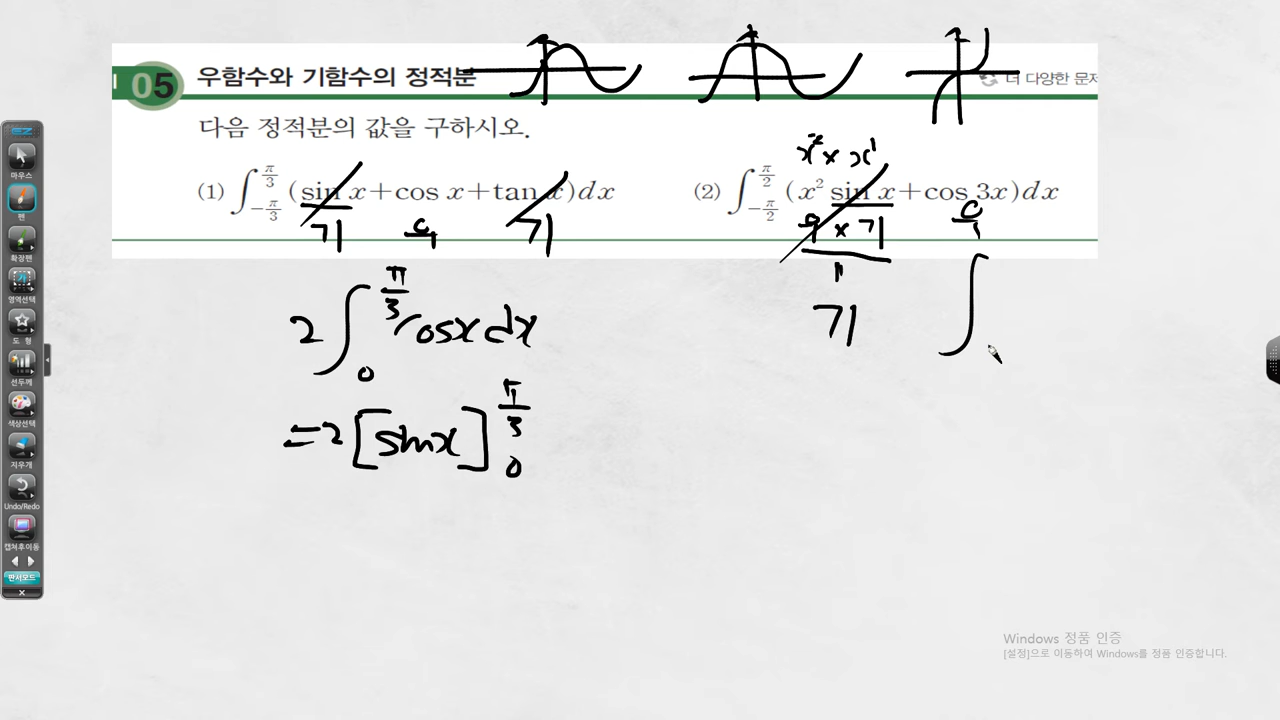 05 우함수와 기함수의 정적분
더 다양한 문제
다음 정적분의 값을 구하시오.
x² × x¹
(1) ∫_{-π/3}^{π/3} (sin x+cos x+tan x)dx
(2) ∫_{-π/2}^{π/2} (x² sin x+cos 3x)dx
기 우 기
우 × 기 우
기
2∫_0^{π/3} cosx dx
∫
=2[sinx]_0^{π/3}
EZ
마우스
펜
확장펜
영역선택
도 형
선두께
색상선택
지우개
Undo/Redo
캡쳐후이동
판서모드
×
Windows 정품 인증
[설정]으로 이동하여 Windows를 정품 인증합니다.